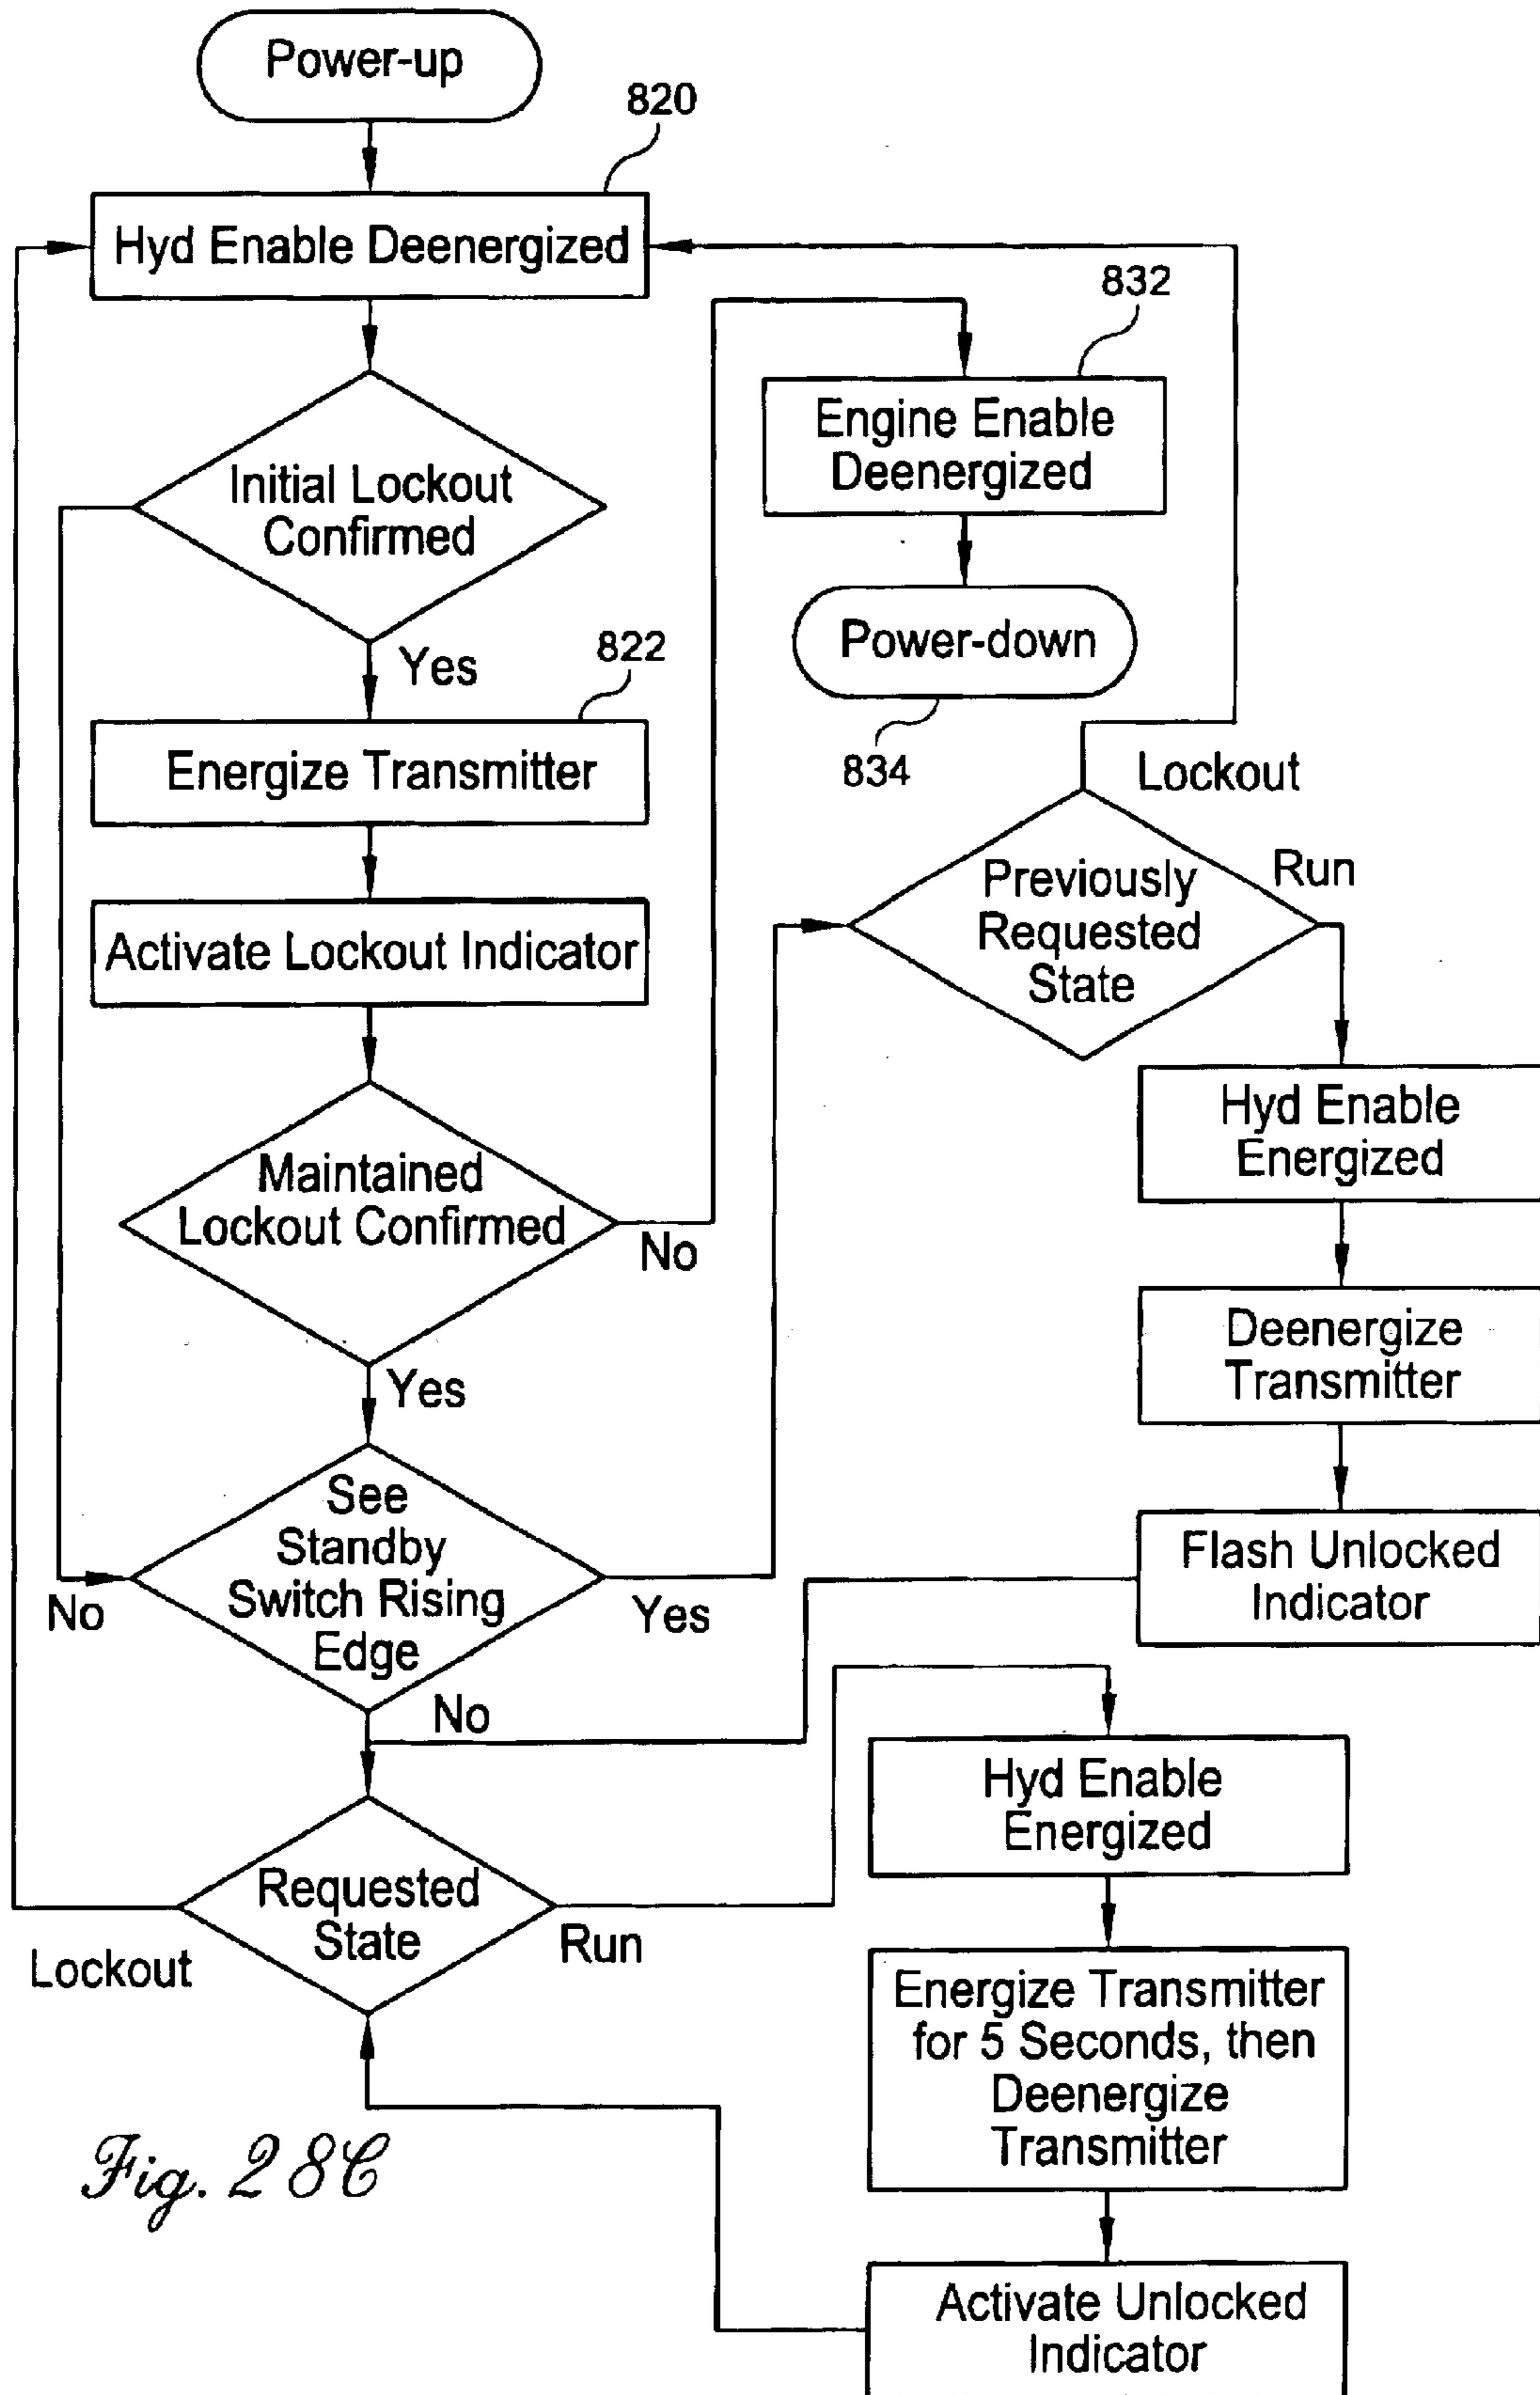 Power-up
820
Hyd Enable Deenergized
832
Engine Enable
Deenergized
Initial Lockout
Confirmed
Yes
822
Power-down
834
Energize Transmitter
Lockout
Activate Lockout Indicator
Previously
Requested
State
Run
Maintained
Lockout Confirmed
No
Yes
Hyd Enable
Energized
Deenergize
Transmitter
See
Standby
Switch Rising
Edge
No
Yes
No
Flash Unlocked
Indicator
Hyd Enable
Energized
Requested
State
Lockout
Run
Energize Transmitter
for 5 Seconds, then
Deenergize
Transmitter
Activate Unlocked
Indicator
Fig. 28C